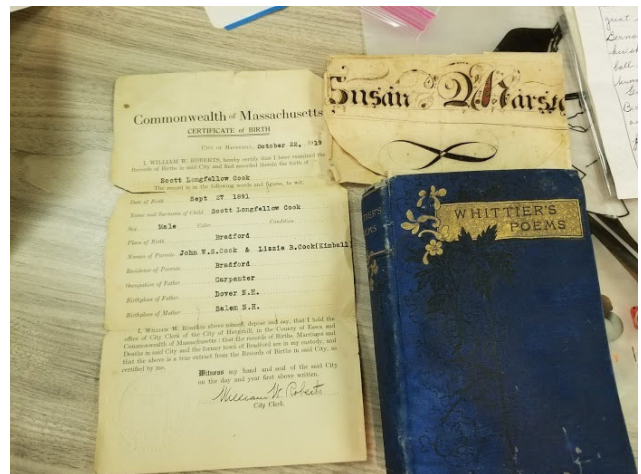 Commonwealth of Massachusetts
CERTIFICATE of BIRTH
CITY OF HAVERHILL, October 22, 1919
I, WILLIAM W. ROBERTS, hereby certify that I have examined the
Records of Births in said City and find recorded therein the birth of
Scott Longfellow Cook
The record is in the following words and figures, to wit:
Date of Birth Sept 27 1891
Name and Surname of Child Scott Longfellow Cook
Sex Male Color Condition
Place of Birth Bradford
Names of Parents John W.S.Cook & Lizzie B.Cook(Kimball)
Residence of Parents Bradford
Occupation of Father Carpenter
Birthplace of Father Dover N.H.
Birthplace of Mother Salem N.H.
I, WILLIAM W. ROBERTS above named, depose and say, that I hold the
office of City Clerk of the City of Haverhill, in the County of Essex and
Commonwealth of Massachusetts; that the records of Births, Marriages and
Deaths in said City and the former town of Bradford are in my custody, and
that the above is a true extract from the Records of Births in said City, as
certified by me.
Witness my hand and seal of the said City
on the day and year first above written.
William W. Roberts
City Clerk.
Susan D Marsh
WHITTIER'S
POEMS
WHITTIER'S
POEMS
great